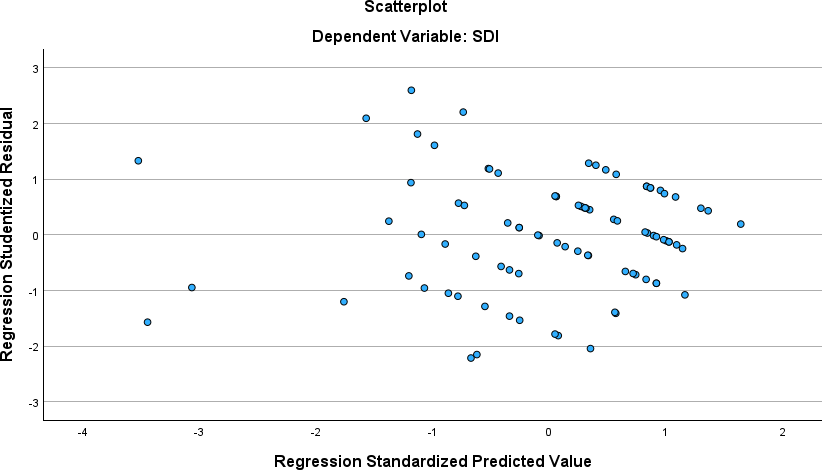 Scatterplot
Dependent Variable: SDI
Regression Studentized Residual
3
2
1
0
-1
-2
-3
-4 -3 -2 -1 0 1 2
Regression Standardized Predicted Value